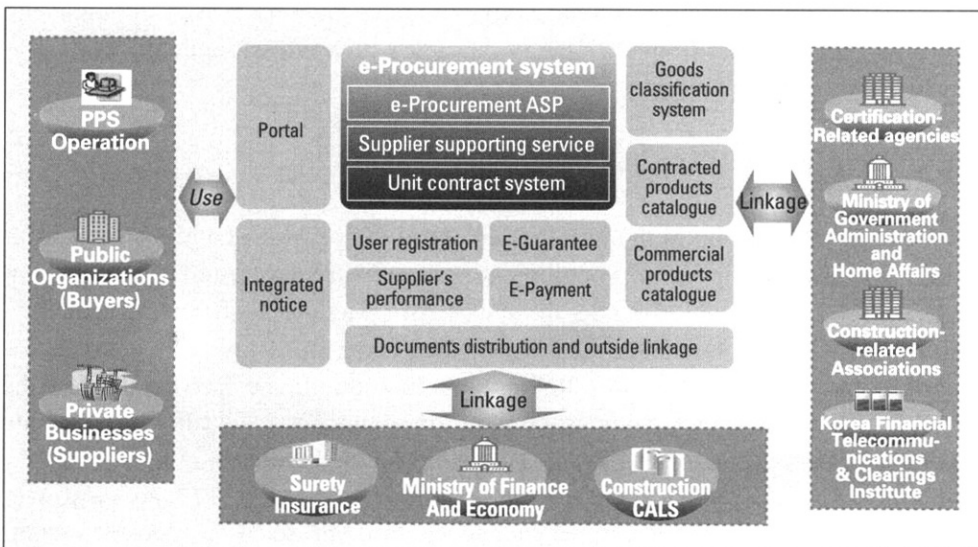 PPS
Operation
Public
Organizations
(Buyers)
Private
Businesses
(Suppliers)
Use
Portal
Integrated
notice
e-Procurement system
e-Procurement ASP
Supplier supporting service
Unit contract system
User registration
E-Guarantee
Supplier's
performance
E-Payment
Goods
classification
system
Contracted
products
catalogue
Commercial
products
catalogue
Documents distribution and outside linkage
Linkage
Certification-
Related agencies
Ministry of
Government
Administration
and
Home Affairs
Construction-
related
Associations
Korea Financial
Telecommu-
nications
& Clearings
Institute
Linkage
Surety
Insurance
Ministry of Finance
And Economy
Construction
CALS